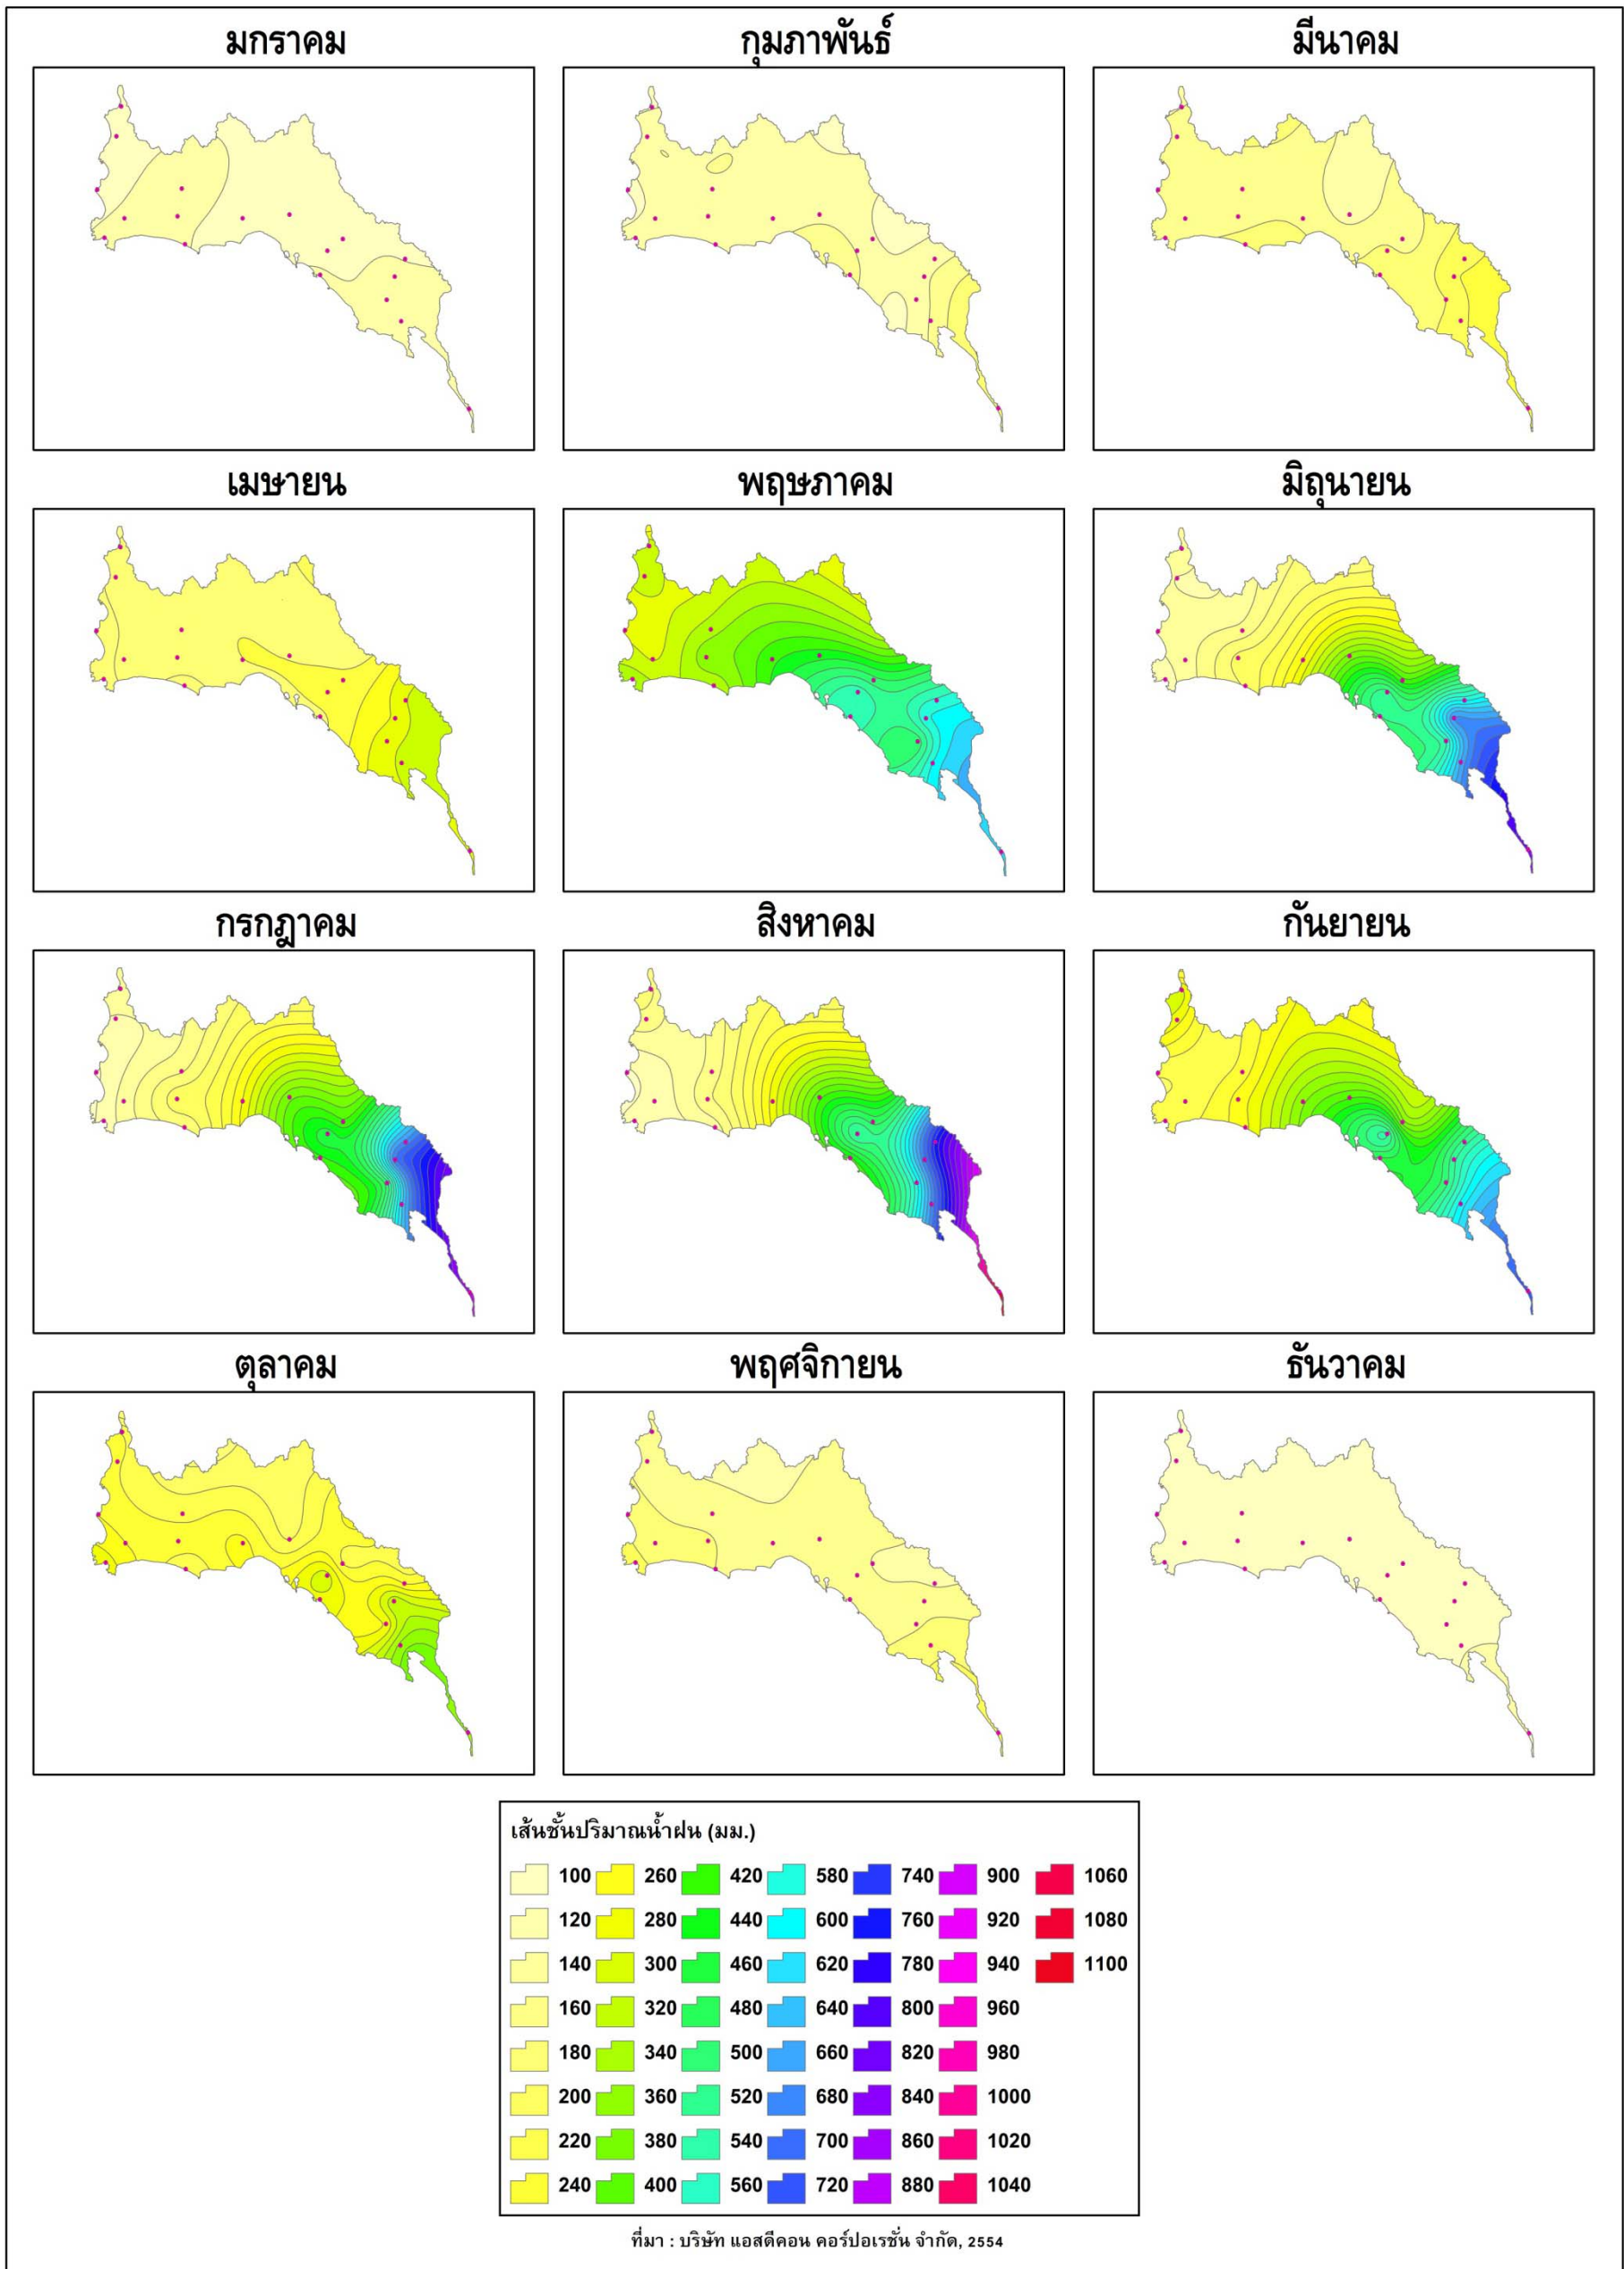 มกราคม กุมภาพันธ์ มีนาคม
เมษายน พฤษภาคม มิถุนายน
กรกฎาคม สิงหาคม กันยายน
ตุลาคม พฤศจิกายน ธันวาคม
เส้นชั้นปริมาณน้ำฝน (มม.)
100 260 420 580 740 900 1060
120 280 440 600 760 920 1080
140 300 460 620 780 940 1100
160 320 480 640 800 960
180 340 500 660 820 980
200 360 520 680 840 1000
220 380 540 700 860 1020
240 400 560 720 880 1040
ที่มา : บริษัท แอสดีคอน คอร์ปอเรชั่น จำกัด, 2554